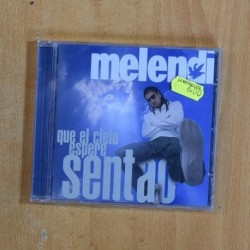 melendi
que el cielo
espere
sentao